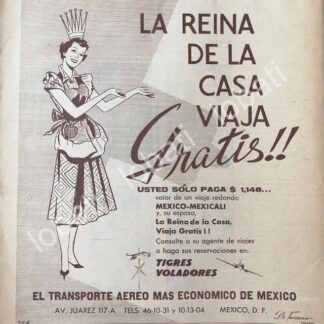 LA REINA
DE LA
CASA
VIAJA
Gratis!!
USTED SOLO PAGA $ 1,148...
valor de un viaje redondo
MEXICO-MEXICALI
y, su esposa,
La Reina de la Casa,
Viaja Gratis!!
Consulte a su agente de viajes
o haga sus reservaciones en:
TIGRES
VOLADORES
EL TRANSPORTE AEREO MAS ECONOMICO DE MEXICO
AV. JUAREZ 117-A TELS: 46-10-31 y 10-13-04 MEXICO, D. F.